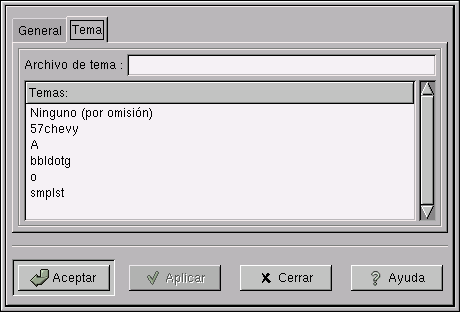 General Tema
Archivo de tema :
Temas:
Ninguno (por omisión)
57chevy
A
bbldotg
o
smplst
Aceptar Aplicar Cerrar Ayuda